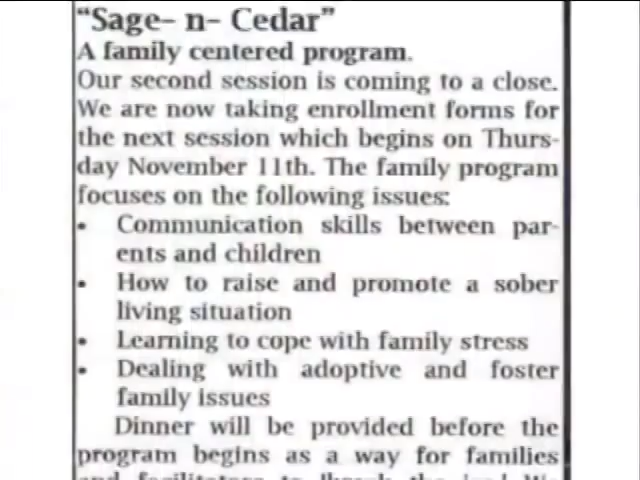 “Sage- n- Cedar”
A family centered program.
Our second session is coming to a close.
We are now taking enrollment forms for
the next session which begins on Thurs-
day November 11th. The family program
focuses on the following issues:
• Communication skills between par-
ents and children
• How to raise and promote a sober
living situation
• Learning to cope with family stress
• Dealing with adoptive and foster
family issues
Dinner will be provided before the
program begins as a way for families
and facilitators to